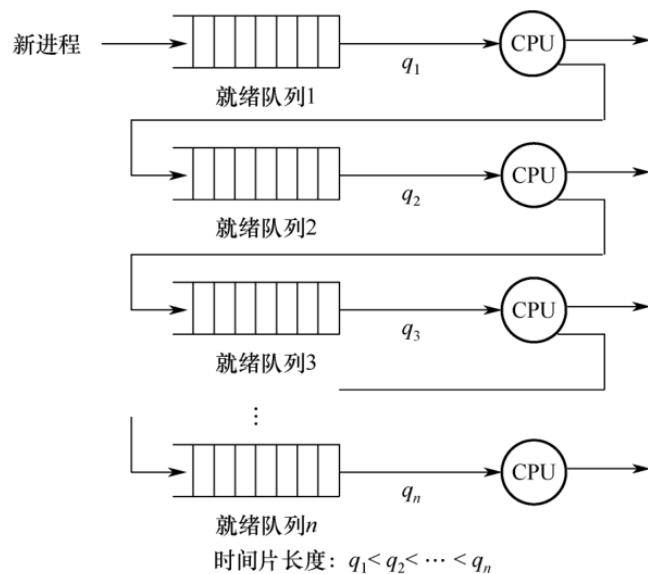 新进程
CPU
q₁
就绪队列1
CPU
q₂
就绪队列2
CPU
q₃
就绪队列3
⋮
CPU
qₙ
就绪队列n
时间片长度：q₁< q₂< ⋯ < qₙ